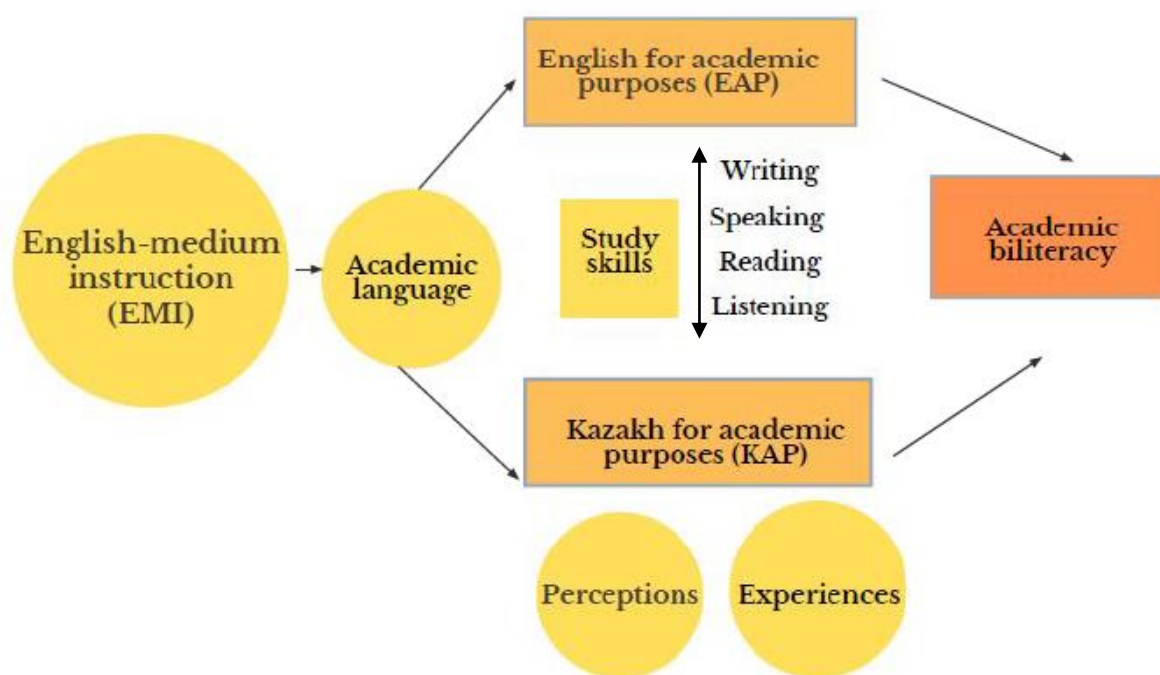 English-medium
instruction
(EMI)
Academic
language
English for academic
purposes (EAP)
Study
skills
Writing
Speaking
Reading
Listening
Kazakh for academic
purposes (KAP)
Perceptions
Experiences
Academic
biliteracy